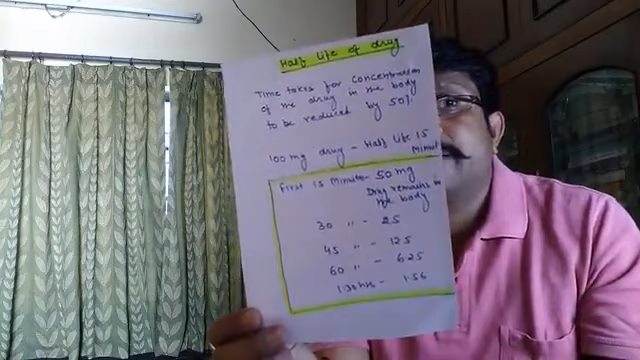 Half life of drug
Time takes for concentration
of the drug in the body
to be reduced by 50%
100 mg drug - Half life 15
Minut
First 15 Minute - 50 mg
Drug remains in
the body
30 " - 25
45 " - 12.5
60 " - 6.25
1.30 hrs - 1.56